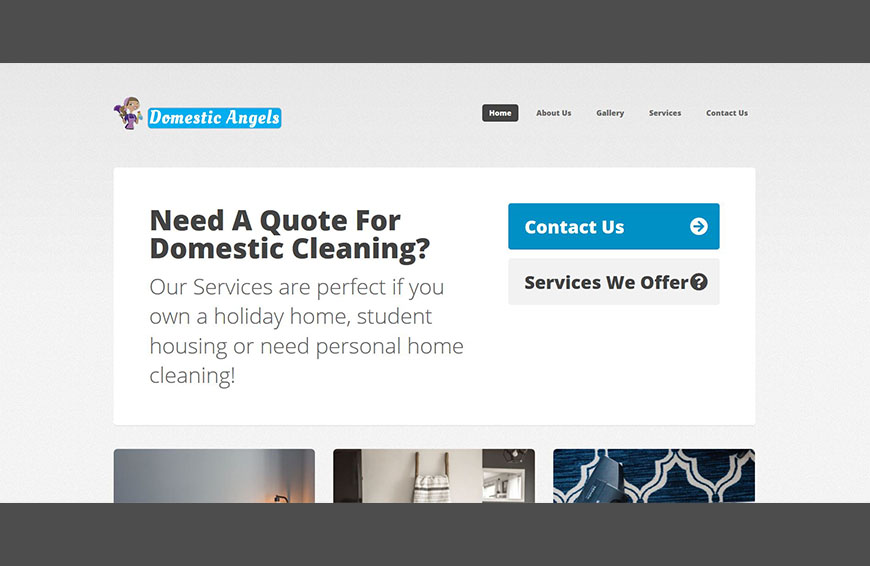 Domestic Angels
Home About Us Gallery Services Contact Us
Need A Quote For
Domestic Cleaning?
Our Services are perfect if you
own a holiday home, student
housing or need personal home
cleaning!
Contact Us
Services We Offer